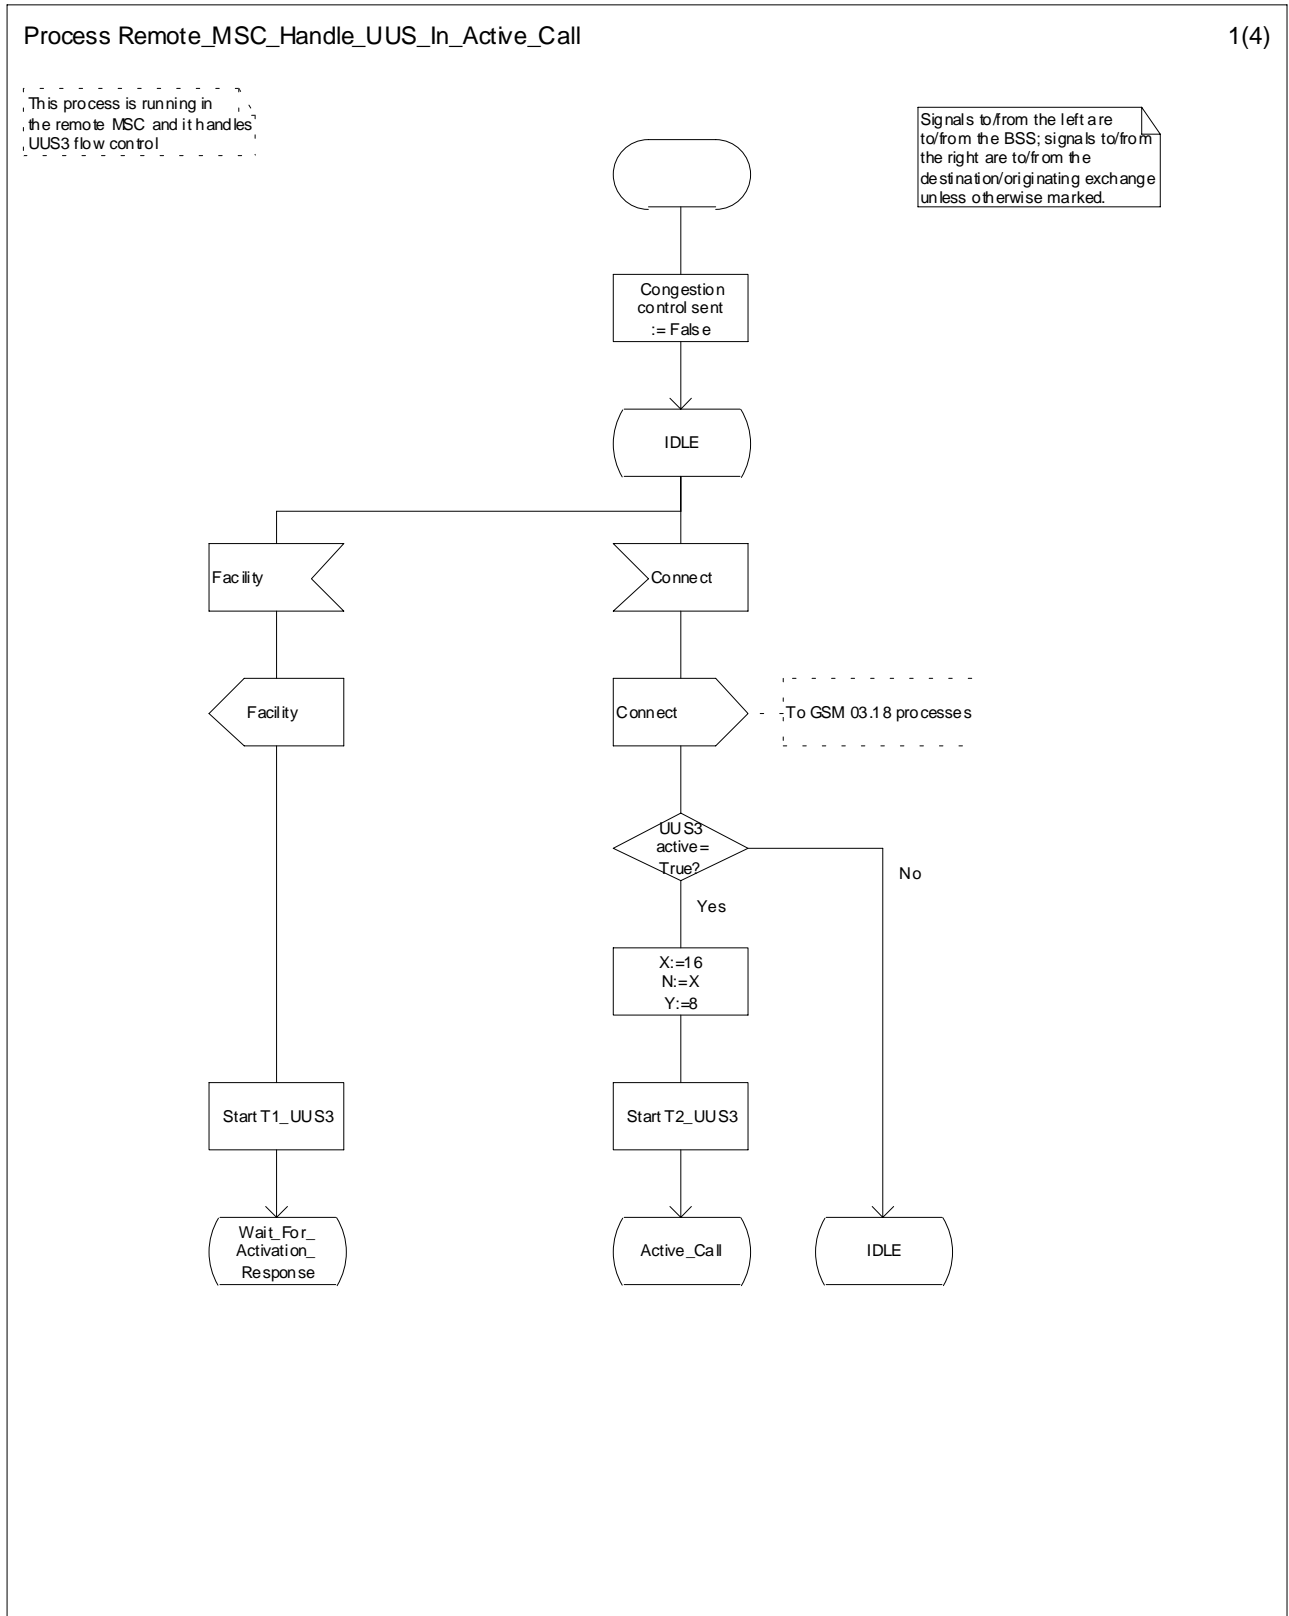 Process Remote_MSC_Handle_UUS_In_Active_Call
1(4)
This process is running in
the remote MSC and it handles
UUS3 flow control
Signals to/from the left are
to/from the BSS; signals to/from
the right are to/from the
destination/originating exchange
unless otherwise marked.
Congestion
control sent
:= False
IDLE
Facility
Connect
Facility
Connect
To GSM 03.18 processes
UUS3
active=
True?
No
Yes
X:=16
N:=X
Y:=8
Start T1_UUS3
Start T2_UUS3
Wait_For_
Activation_
Response
Active_Call
IDLE